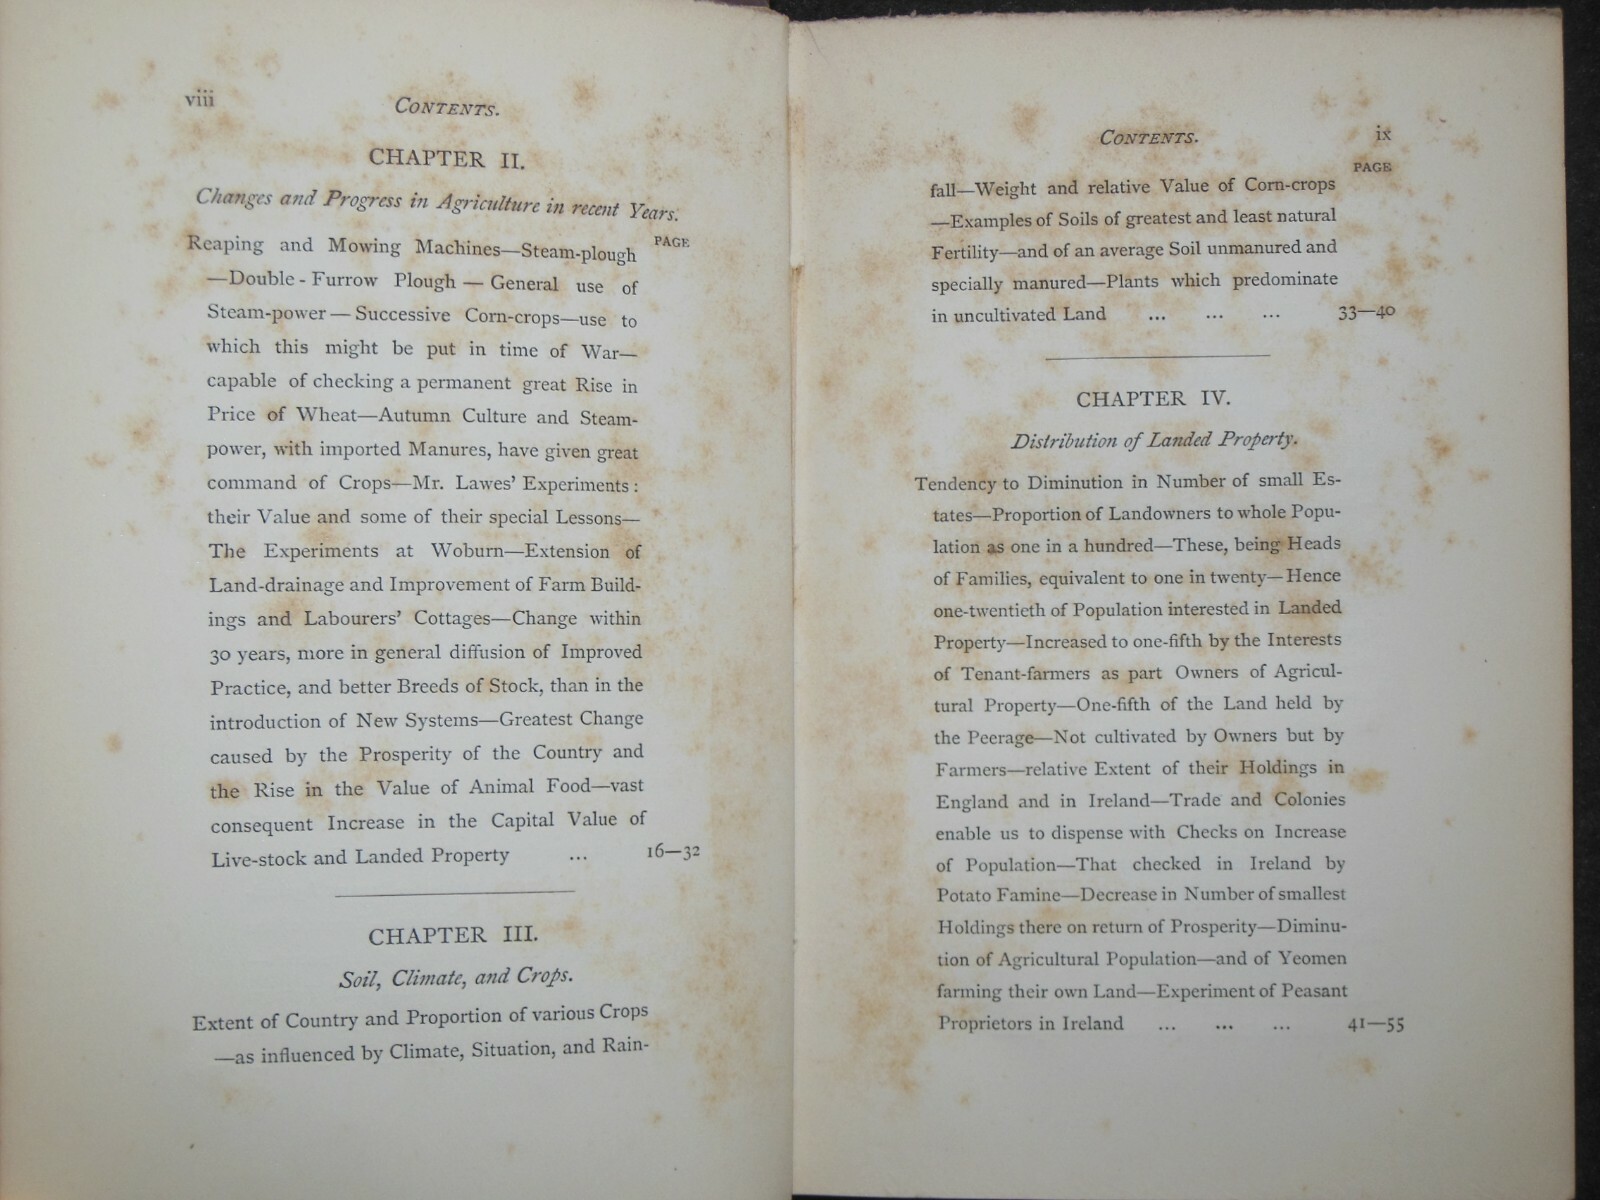 viii
CONTENTS.
CHAPTER II.
Changes and Progress in Agriculture in recent Years.
PAGE
Reaping and Mowing Machines—Steam-plough
—Double-Furrow Plough — General use of
Steam-power — Successive Corn-crops—use to
which this might be put in time of War—
capable of checking a permanent great Rise in
Price of Wheat—Autumn Culture and Steam-
power, with imported Manures, have given great
command of Crops—Mr. Lawes' Experiments:
their Value and some of their special Lessons—
The Experiments at Woburn—Extension of
Land-drainage and Improvement of Farm Build-
ings and Labourers' Cottages—Change within
30 years, more in general diffusion of Improved
Practice, and better Breeds of Stock, than in the
introduction of New Systems—Greatest Change
caused by the Prosperity of the Country and
the Rise in the Value of Animal Food—vast
consequent Increase in the Capital Value of
Live-stock and Landed Property ... 16—32
CHAPTER III.
Soil, Climate, and Crops.
Extent of Country and Proportion of various Crops
—as influenced by Climate, Situation, and Rain-
CONTENTS.
ix
PAGE
fall—Weight and relative Value of Corn-crops
—Examples of Soils of greatest and least natural
Fertility—and of an average Soil unmanured and
specially manured—Plants which predominate
in uncultivated Land ... ... ... 33—40
CHAPTER IV.
Distribution of Landed Property.
Tendency to Diminution in Number of small Es-
tates—Proportion of Landowners to whole Popu-
lation as one in a hundred—These, being Heads
of Families, equivalent to one in twenty—Hence
one-twentieth of Population interested in Landed
Property—Increased to one-fifth by the Interests
of Tenant-farmers as part Owners of Agricul-
tural Property—One-fifth of the Land held by
the Peerage—Not cultivated by Owners but by
Farmers—relative Extent of their Holdings in
England and in Ireland—Trade and Colonies
enable us to dispense with Checks on Increase
of Population—That checked in Ireland by
Potato Famine—Decrease in Number of smallest
Holdings there on return of Prosperity—Diminu-
tion of Agricultural Population—and of Yeomen
farming their own Land—Experiment of Peasant
Proprietors in Ireland ... ... ... 41—55